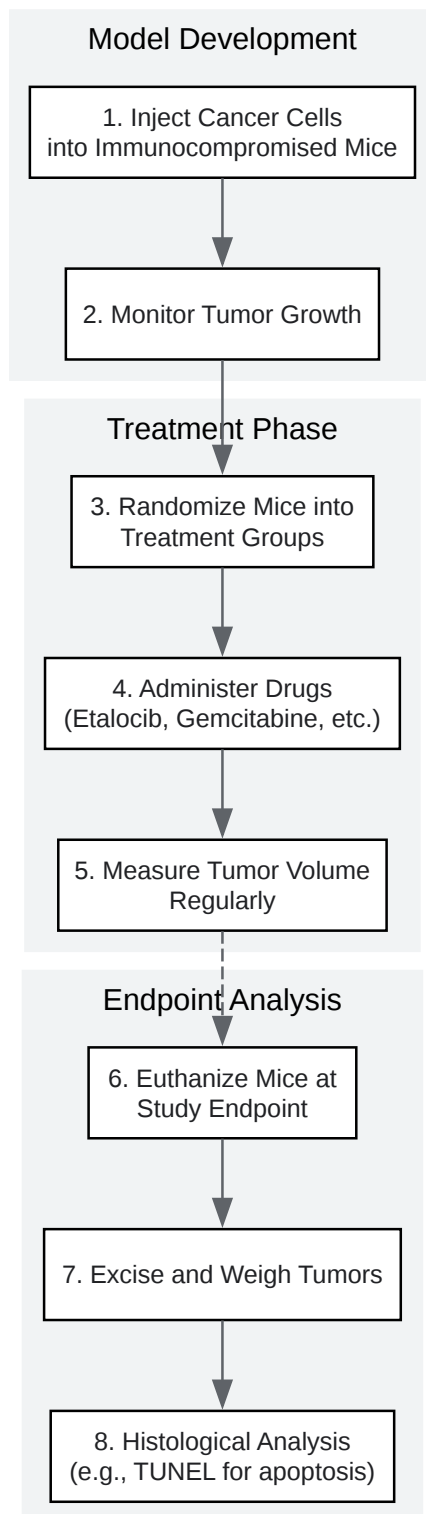 Model Development
1. Inject Cancer Cells
into Immunocompromised Mice
2. Monitor Tumor Growth
Treatment Phase
3. Randomize Mice into
Treatment Groups
4. Administer Drugs
(Etalocib, Gemcitabine, etc.)
5. Measure Tumor Volume
Regularly
Endpoint Analysis
6. Euthanize Mice at
Study Endpoint
7. Excise and Weigh Tumors
8. Histological Analysis
(e.g., TUNEL for apoptosis)